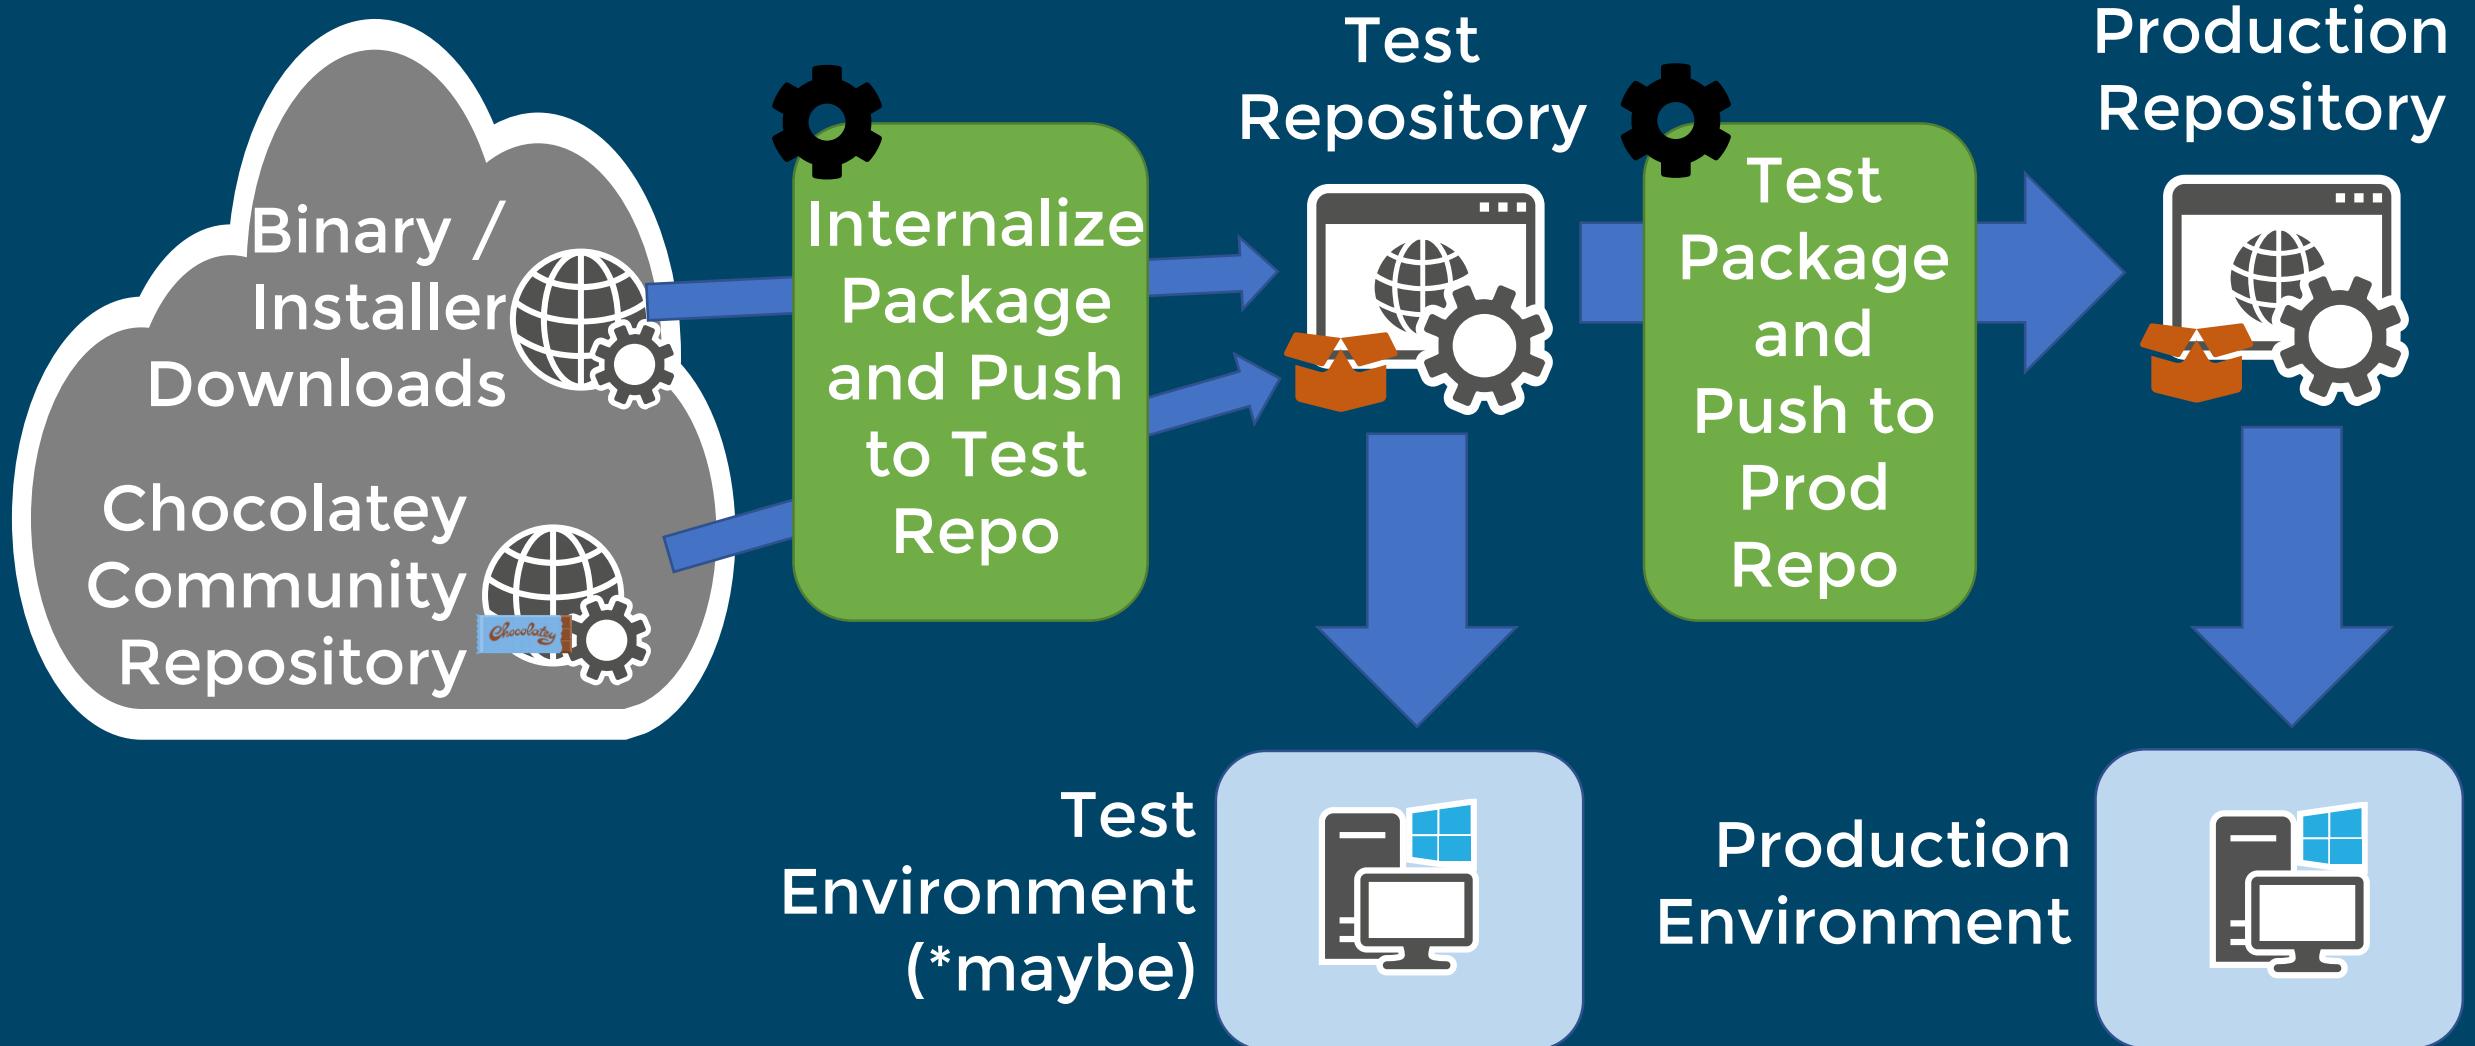 Binary /
Installer
Downloads
Chocolatey
Community
Repository
Chocolatey
Internalize
Package
and Push
to Test
Repo
Test
Repository
Test
Package
and
Push to
Prod
Repo
Production
Repository
Test
Environment
(*maybe)
Production
Environment